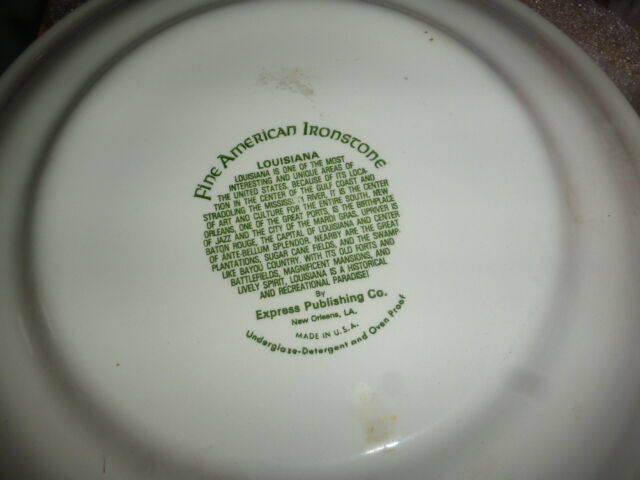 Fine American Ironstone
LOUISIANA
LOUISIANA IS ONE OF THE MOST
INTERESTING AND UNIQUE AREAS OF
THE UNITED STATES. BECAUSE OF ITS LOCA-
TION IN THE CENTER OF THE GULF COAST AND
STRADDLING THE MISSISSI I RIVER, IT IS THE CENTER
OF ART AND CULTURE FOR THE ENTIRE SOUTH. NEW
ORLEANS, ONE OF THE GREAT PORTS, IS THE BIRTHPLACE
OF JAZZ AND THE CITY OF THE MARDI GRAS. UPRIVER IS
BATON ROUGE, THE CAPITAL OF LOUISIANA AND CENTER
OF ANTE-BELLUM SPLENDOR. NEARBY ARE THE GREAT
PLANTATIONS, SUGAR CANE FIELDS, AND THE SWAMP-
LIKE BAYOU COUNTRY. WITH ITS OLD FORTS AND
BATTLEFIELDS, MAGNIFICENT MANSIONS, AND
LIVELY SPIRIT, LOUISIANA IS A HISTORICAL
AND RECREATIONAL PARADISE!
By
Express Publishing Co.
New Orleans, LA.
MADE IN U.S.A.
Underglaze-Detergent and Oven Proof